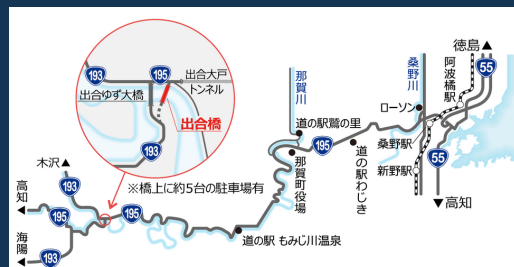 193
195
出合大戸
トンネル
出合ゆず大橋
出合橋
193
※橋上に約5台の駐車場有
木沢▲
193
高知
195
195
海陽
193
道の駅 もみじ川温泉
那賀川
道の駅鷲の里
195
那賀町役場
道の駅わじき
桑野川
ローソン
桑野駅
新野駅
阿波橘駅
徳島▲
55
55
▼高知